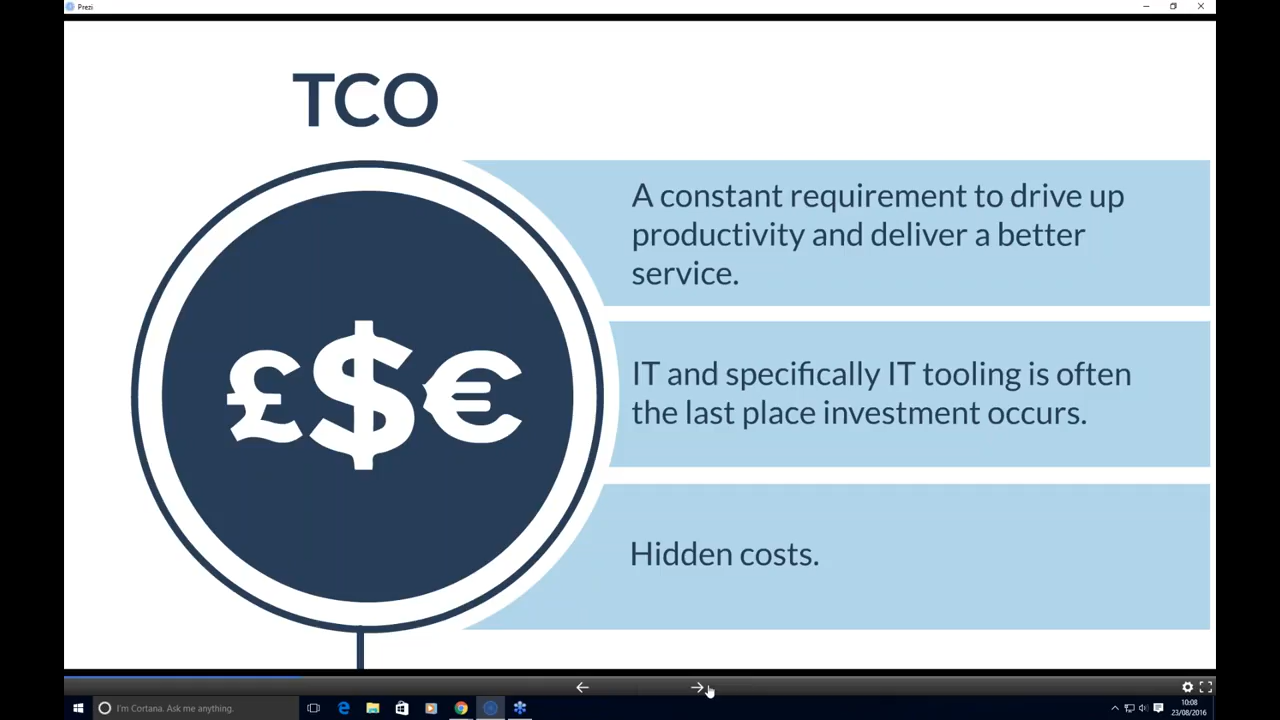 Prezi
TCO
A constant requirement to drive up
productivity and deliver a better
service.
£$€
IT and specifically IT tooling is often
the last place investment occurs.
Hidden costs.
I'm Cortana. Ask me anything.
10:08
23/08/2016